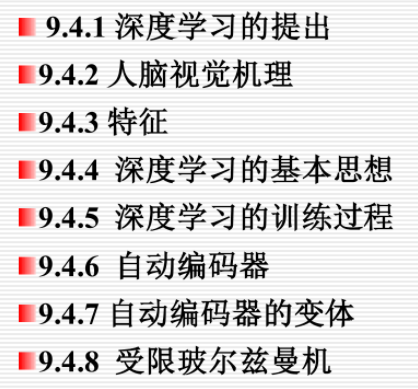 9.4.1 深度学习的提出
9.4.2 人脑视觉机理
9.4.3 特征
9.4.4 深度学习的基本思想
9.4.5 深度学习的训练过程
9.4.6 自动编码器
9.4.7 自动编码器的变体
9.4.8 受限玻尔兹曼机